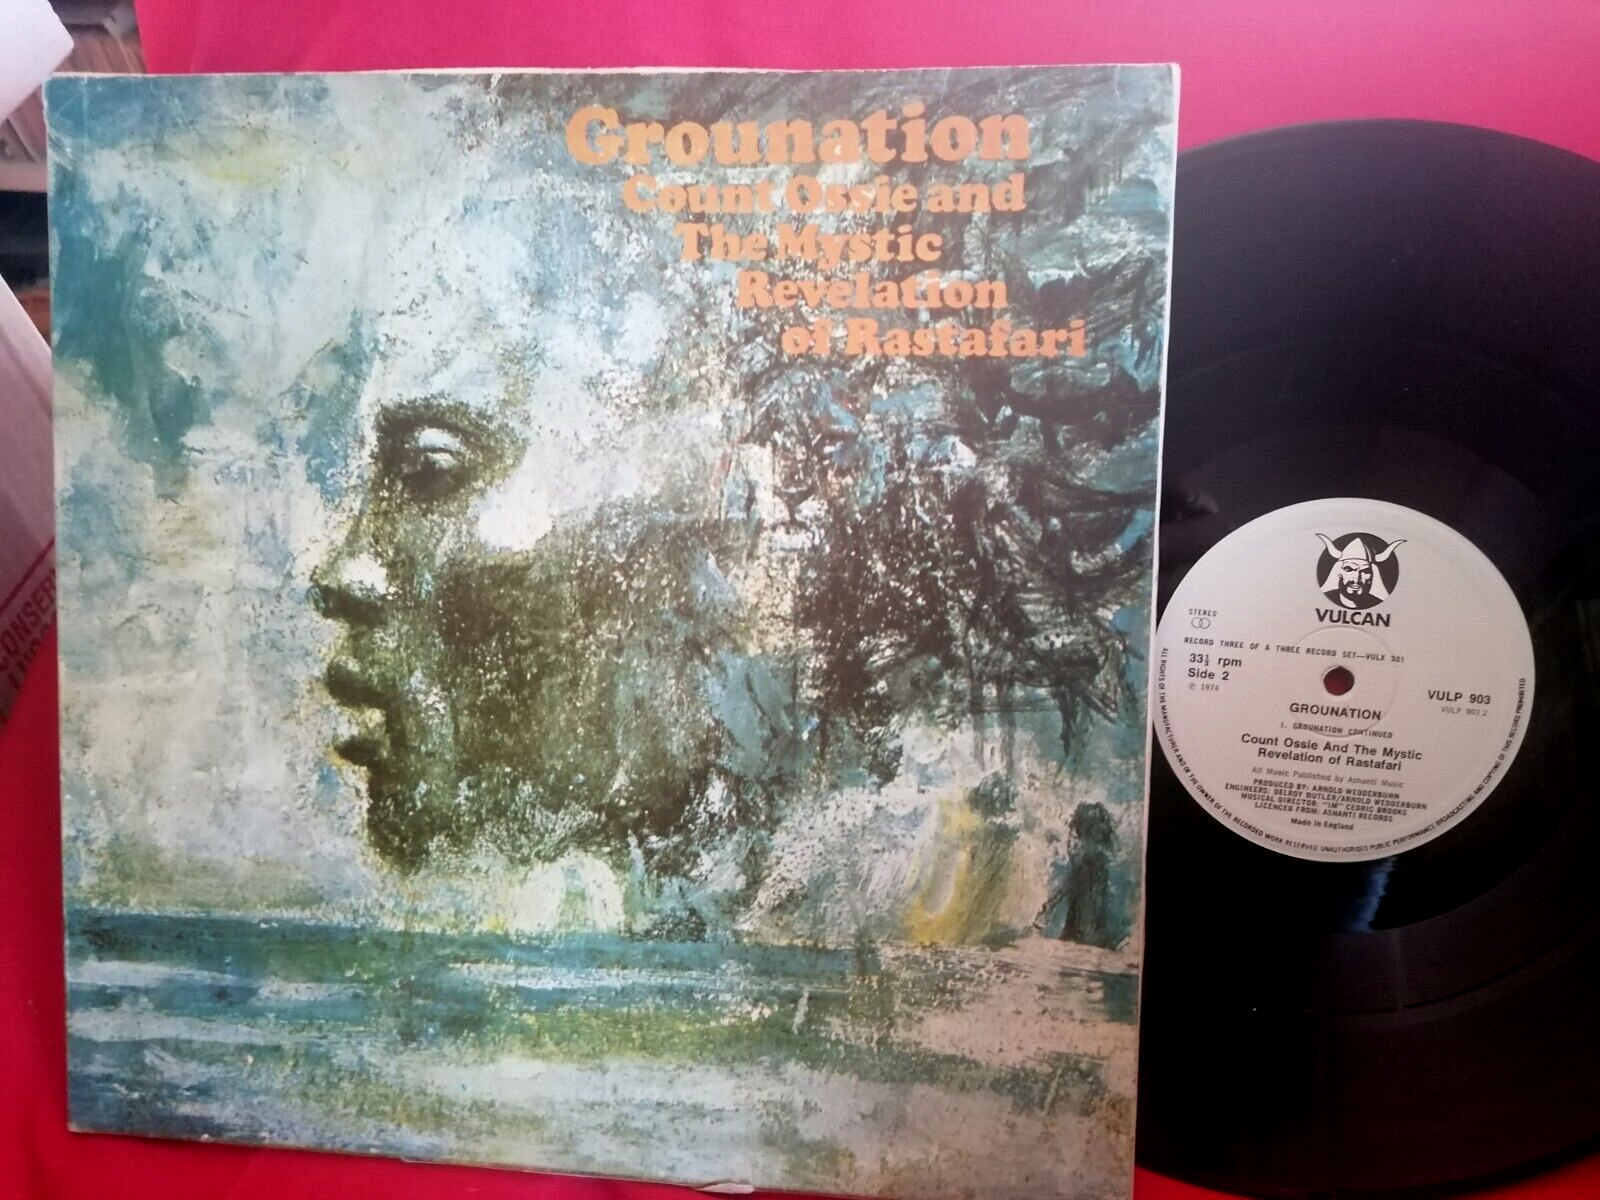 Grounation
Count Ossie and
The Mystic
Revelation
of Rastafari
VULCAN
STEREO
RECORD THREE OF A THREE RECORD SET—VULX 301
33⅓ rpm
Side 2
℗ 1974
VULP 903
VULP 903.2
GROUNATION
1. GROUNATION CONTINUED
Count Ossie And The Mystic
Revelation of Rastafari
All Music Published by Ashanti Music
PRODUCED BY: ARNOLD WEDDERBURN
ENGINEERS: DELROY BUTLER/ARNOLD WEDDERBURN
MUSICAL DIRECTOR: "IM" CEDRIC BROOKS
LICENCED FROM: ASHANTI RECORDS
Made in England
ALL RIGHTS OF THE MANUFACTURER AND OF THE OWNER OF THE RECORDED WORK RESERVED UNAUTHORISED PUBLIC PERFORMANCE BROADCASTING AND COPYING OF THIS RECORD PROHIBITED